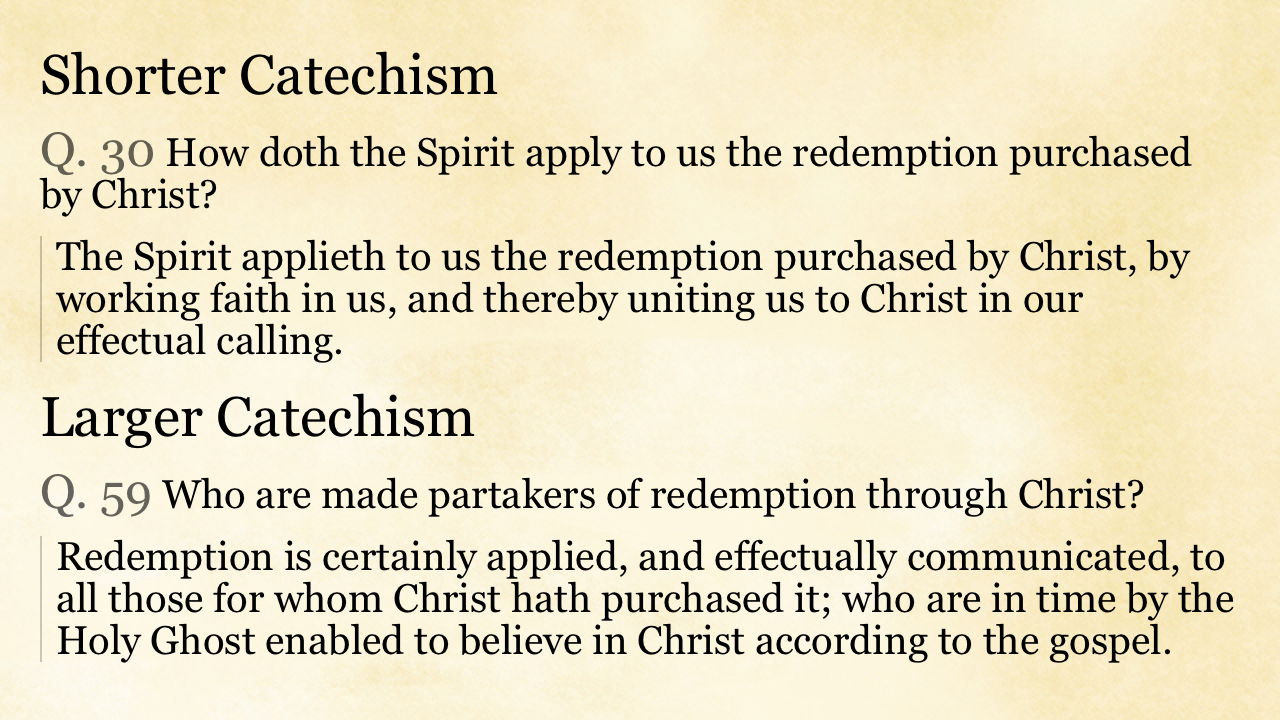 Shorter Catechism
Q. 30 How doth the Spirit apply to us the redemption purchased
by Christ?
The Spirit applieth to us the redemption purchased by Christ, by
working faith in us, and thereby uniting us to Christ in our
effectual calling.
Larger Catechism
Q. 59 Who are made partakers of redemption through Christ?
Redemption is certainly applied, and effectually communicated, to
all those for whom Christ hath purchased it; who are in time by the
Holy Ghost enabled to believe in Christ according to the gospel.